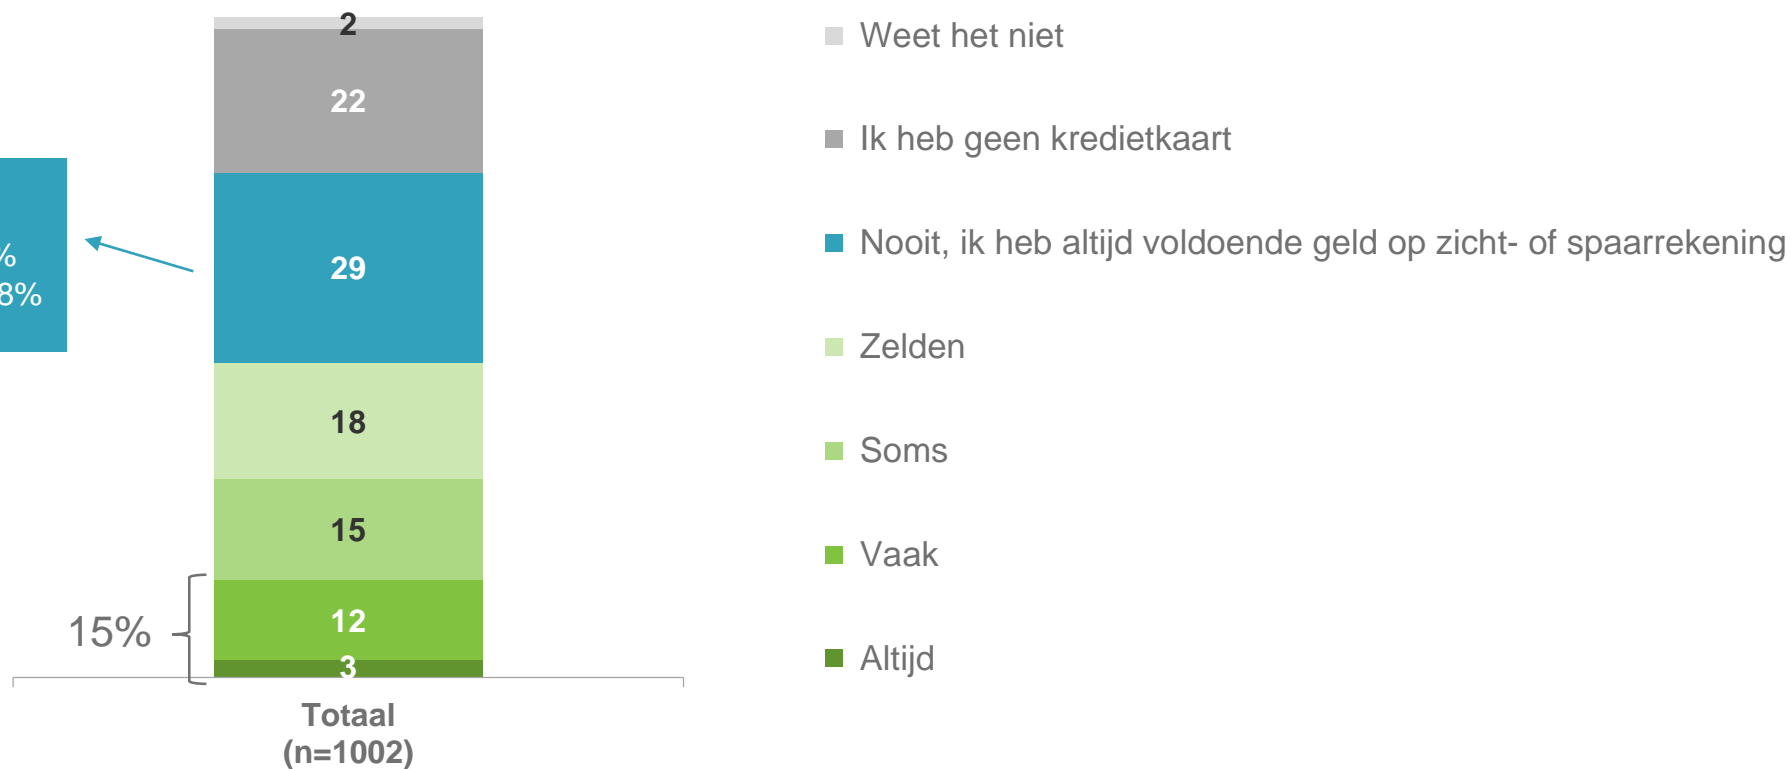 2
22
29
18
15
12
3
15%
%
8%
Totaal
(n=1002)
Weet het niet
Ik heb geen kredietkaart
Nooit, ik heb altijd voldoende geld op zicht- of spaarrekening
Zelden
Soms
Vaak
Altijd